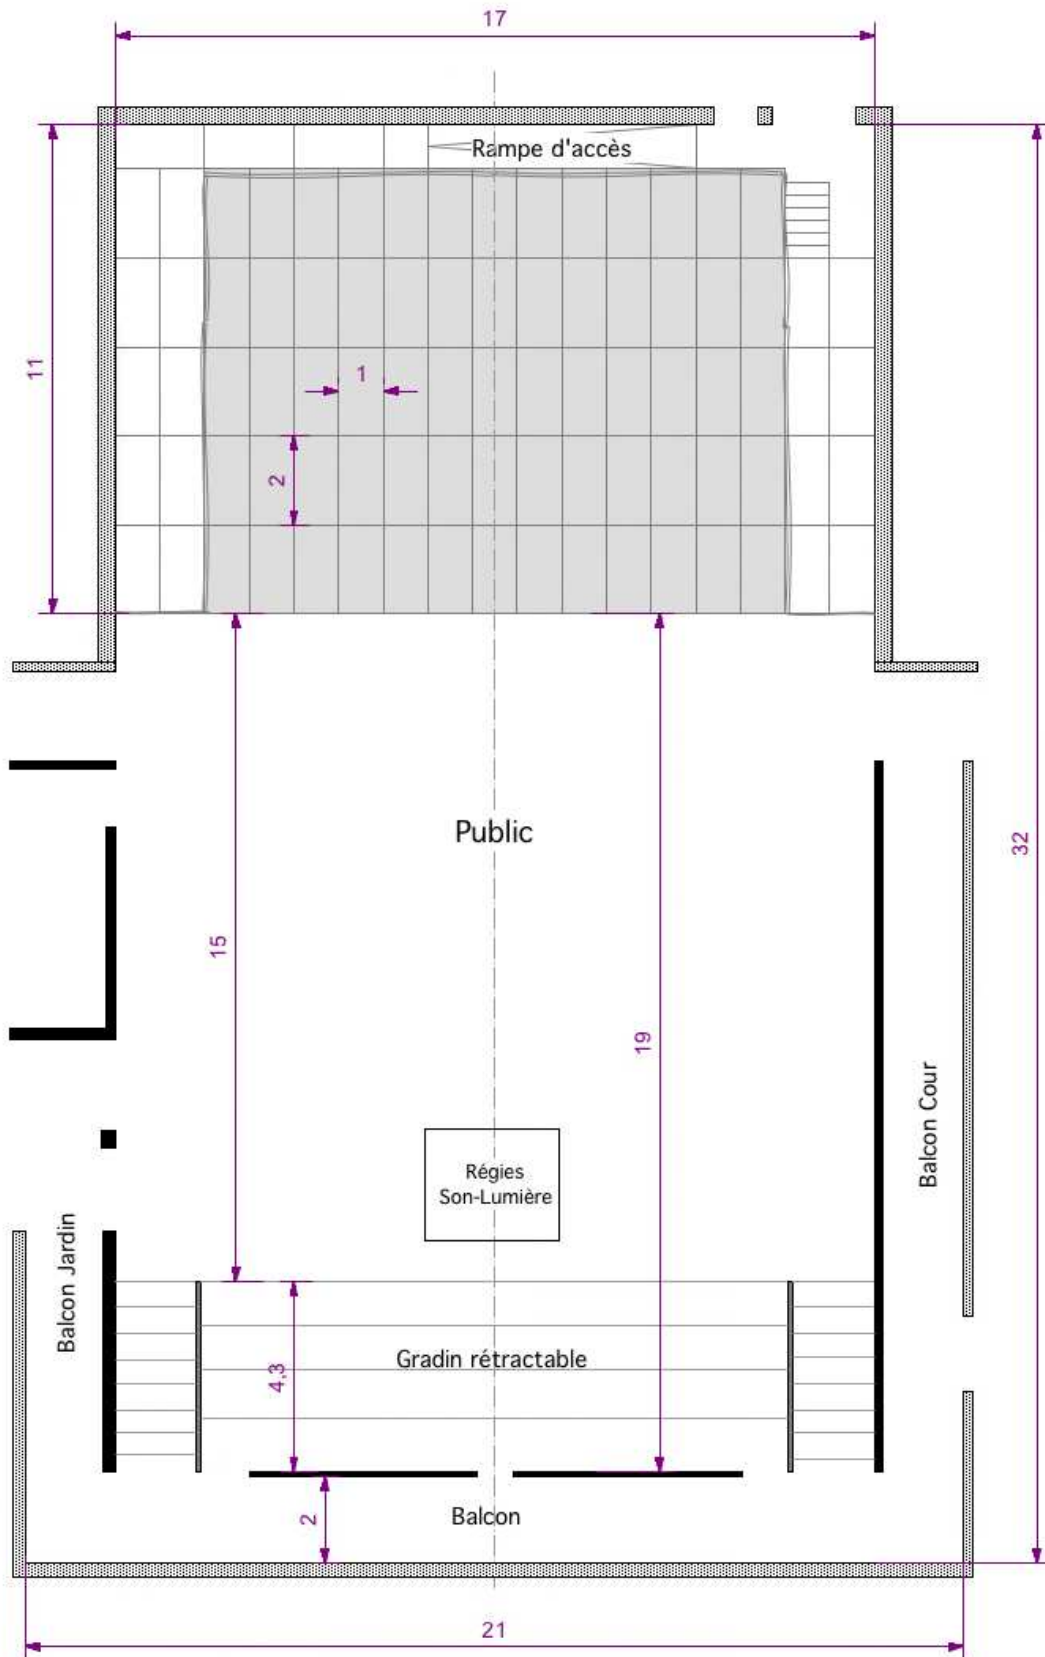 17
Rampe d'accès
11
1
2
Public
32
15
19
Balcon Cour
Régies
Son-Lumière
Balcon Jardin
Gradin rétractable
4,3
2
Balcon
21